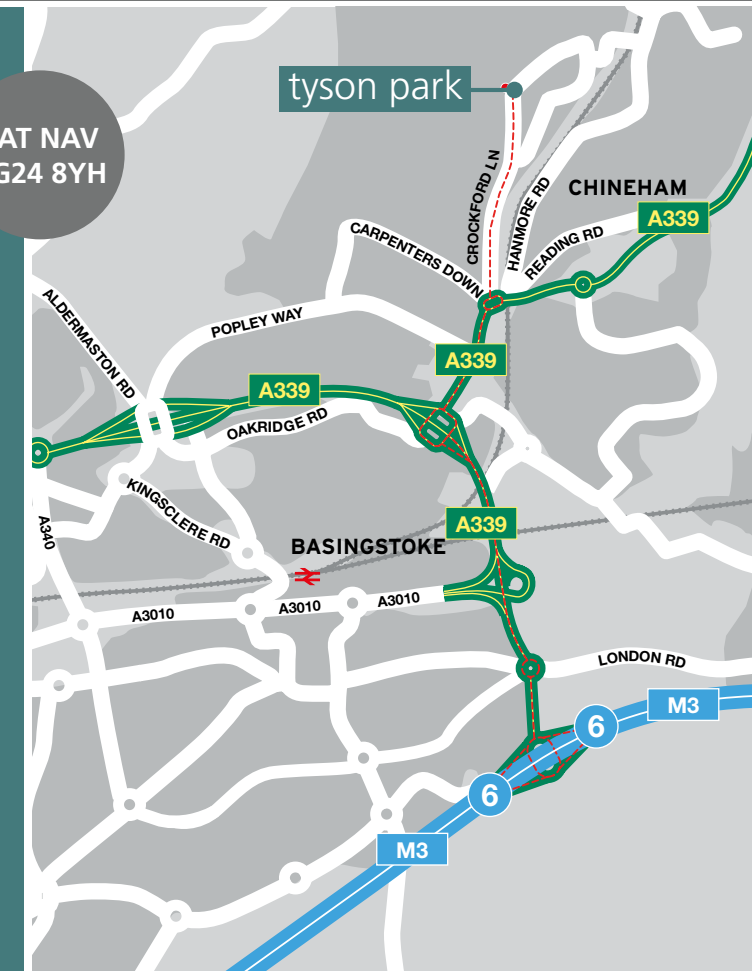 tyson park
AT NAV
G24 8YH
CROCKFORD LN
HANMORE RD
CHINEHAM
A339
READING RD
CARPENTERS DOWN
ALDERMASTON RD
POPLEY WAY
A339
A339
OAKRIDGE RD
KINGSCLERE RD
A340
A339
BASINGSTOKE
A3010
A3010
A3010
LONDON RD
M3
6
6
M3